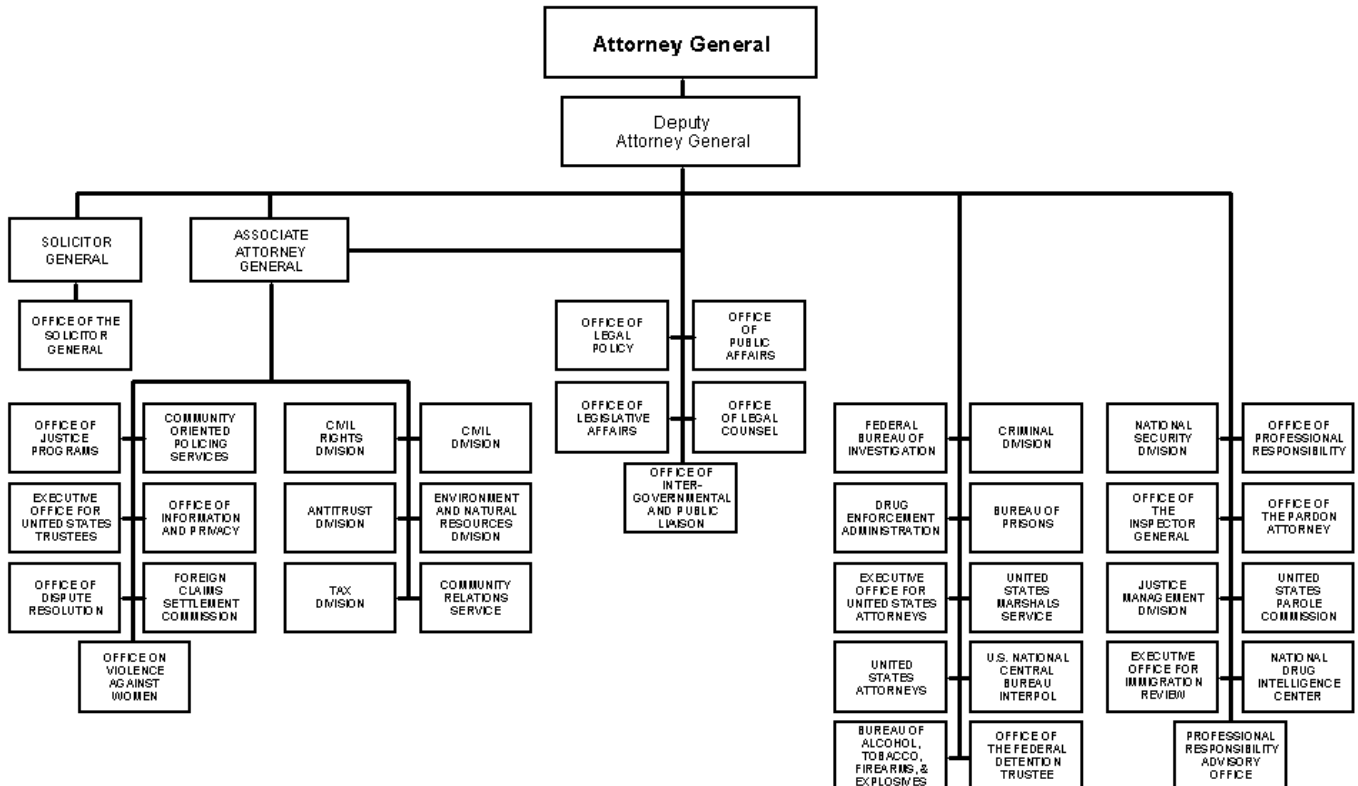 Attorney General
Deputy
Attorney General
SOLICITOR
GENERAL
ASSOCIATE
ATTORNEY
GENERAL
OFFICE OF THE
SOLICITOR
GENERAL
OFFICE OF
LEGAL
POLICY
OFFICE
OF
PUBLIC
AFFAIRS
OFFICE OF
LEGISLATIVE
AFFAIRS
OFFICE
OF LEGAL
COUNSEL
OFFICE OF
INTER-
GOVERNMENTAL
AND PUBLIC
LIAISON
OFFICE OF
JUSTICE
PROGRAMS
COMMUNITY
ORIENTED
POLICING
SERVICES
EXECUTIVE
OFFICE FOR
UNITED STATES
TRUSTEES
OFFICE OF
INFORMATION
AND PRIVACY
OFFICE OF
DISPUTE
RESOLUTION
FOREIGN
CLAIMS
SETTLEMENT
COMMISSION
OFFICE ON
VIOLENCE
AGAINST
WOMEN
CIVIL
RIGHTS
DIVISION
CIVIL
DIVISION
ANTITRUST
DIVISION
ENVIRONMENT
AND NATURAL
RESOURCES
DIVISION
TAX
DIVISION
COMMUNITY
RELATIONS
SERVICE
FEDERAL
BUREAU OF
INVESTIGATION
CRIMINAL
DIVISION
DRUG
ENFORCEMENT
ADMINISTRATION
BUREAU OF
PRISONS
EXECUTIVE
OFFICE FOR
UNITED STATES
ATTORNEYS
UNITED
STATES
MARSHALS
SERVICE
UNITED
STATES
ATTORNEYS
U.S. NATIONAL
CENTRAL
BUREAU
INTERPOL
BUREAU OF
ALCOHOL,
TOBACCO,
FIREARMS, &
EXPLOSIVES
OFFICE OF
THE FEDERAL
DETENTION
TRUSTEE
NATIONAL
SECURITY
DIVISION
OFFICE OF
PROFESSIONAL
RESPONSIBILITY
OFFICE OF
THE
INSPECTOR
GENERAL
OFFICE OF
THE PARDON
ATTORNEY
JUSTICE
MANAGEMENT
DIVISION
UNITED
STATES
PAROLE
COMMISSION
EXECUTIVE
OFFICE FOR
IMMIGRATION
REVIEW
NATIONAL
DRUG
INTELLIGENCE
CENTER
PROFESSIONAL
RESPONSIBILITY
ADVISORY
OFFICE